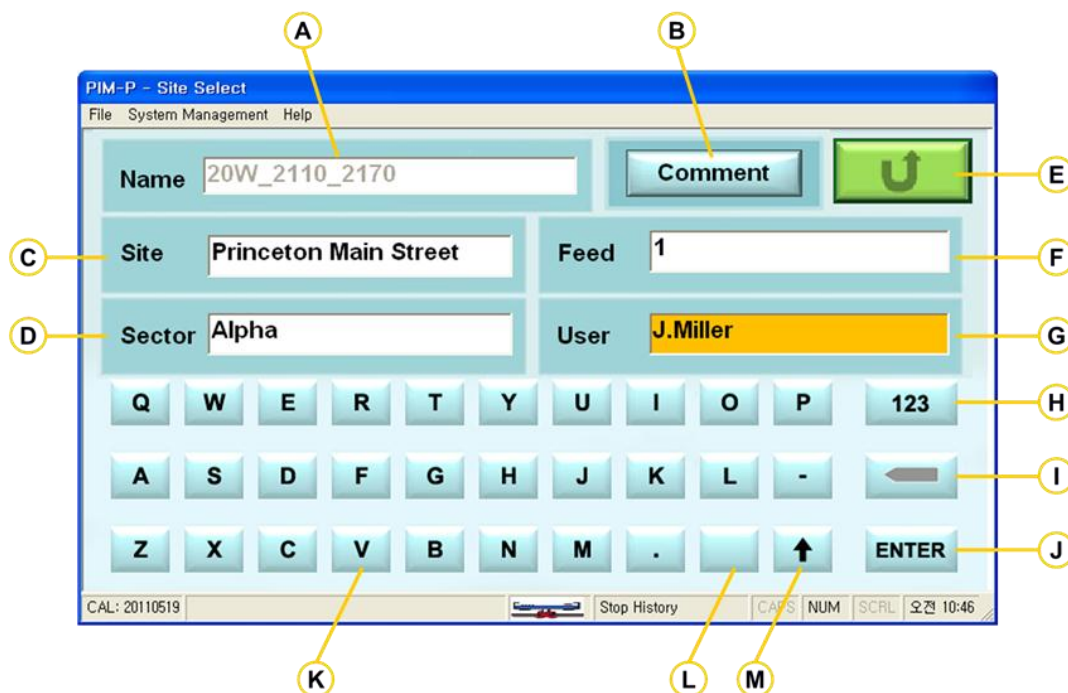 A B
PIM-P - Site Select
File System Management Help
Name 20W_2110_2170 Comment
E
C Site Princeton Main Street Feed 1 F
D Sector Alpha User J.Miller G
Q W E R T Y U I O P 123 H
A S D F G H J K L - I
Z X C V B N M . ENTER J
CAL: 20110519 Stop History CAPS NUM SCRL 오전 10:46
K L M